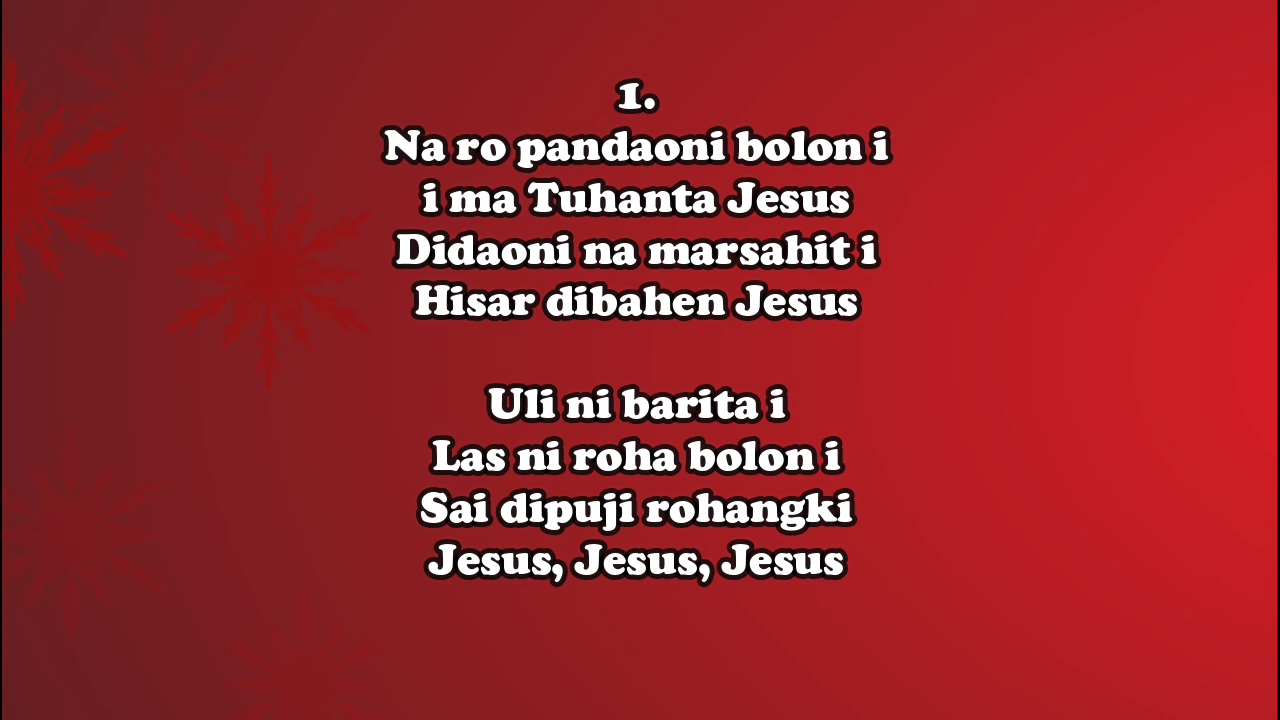 1.
Na ro pandaoni bolon i
i ma Tuhanta Jesus
Didaoni na marsahit i
Hisar dibahen Jesus
Uli ni barita i
Las ni roha bolon i
Sai dipuji rohangki
Jesus, Jesus, Jesus